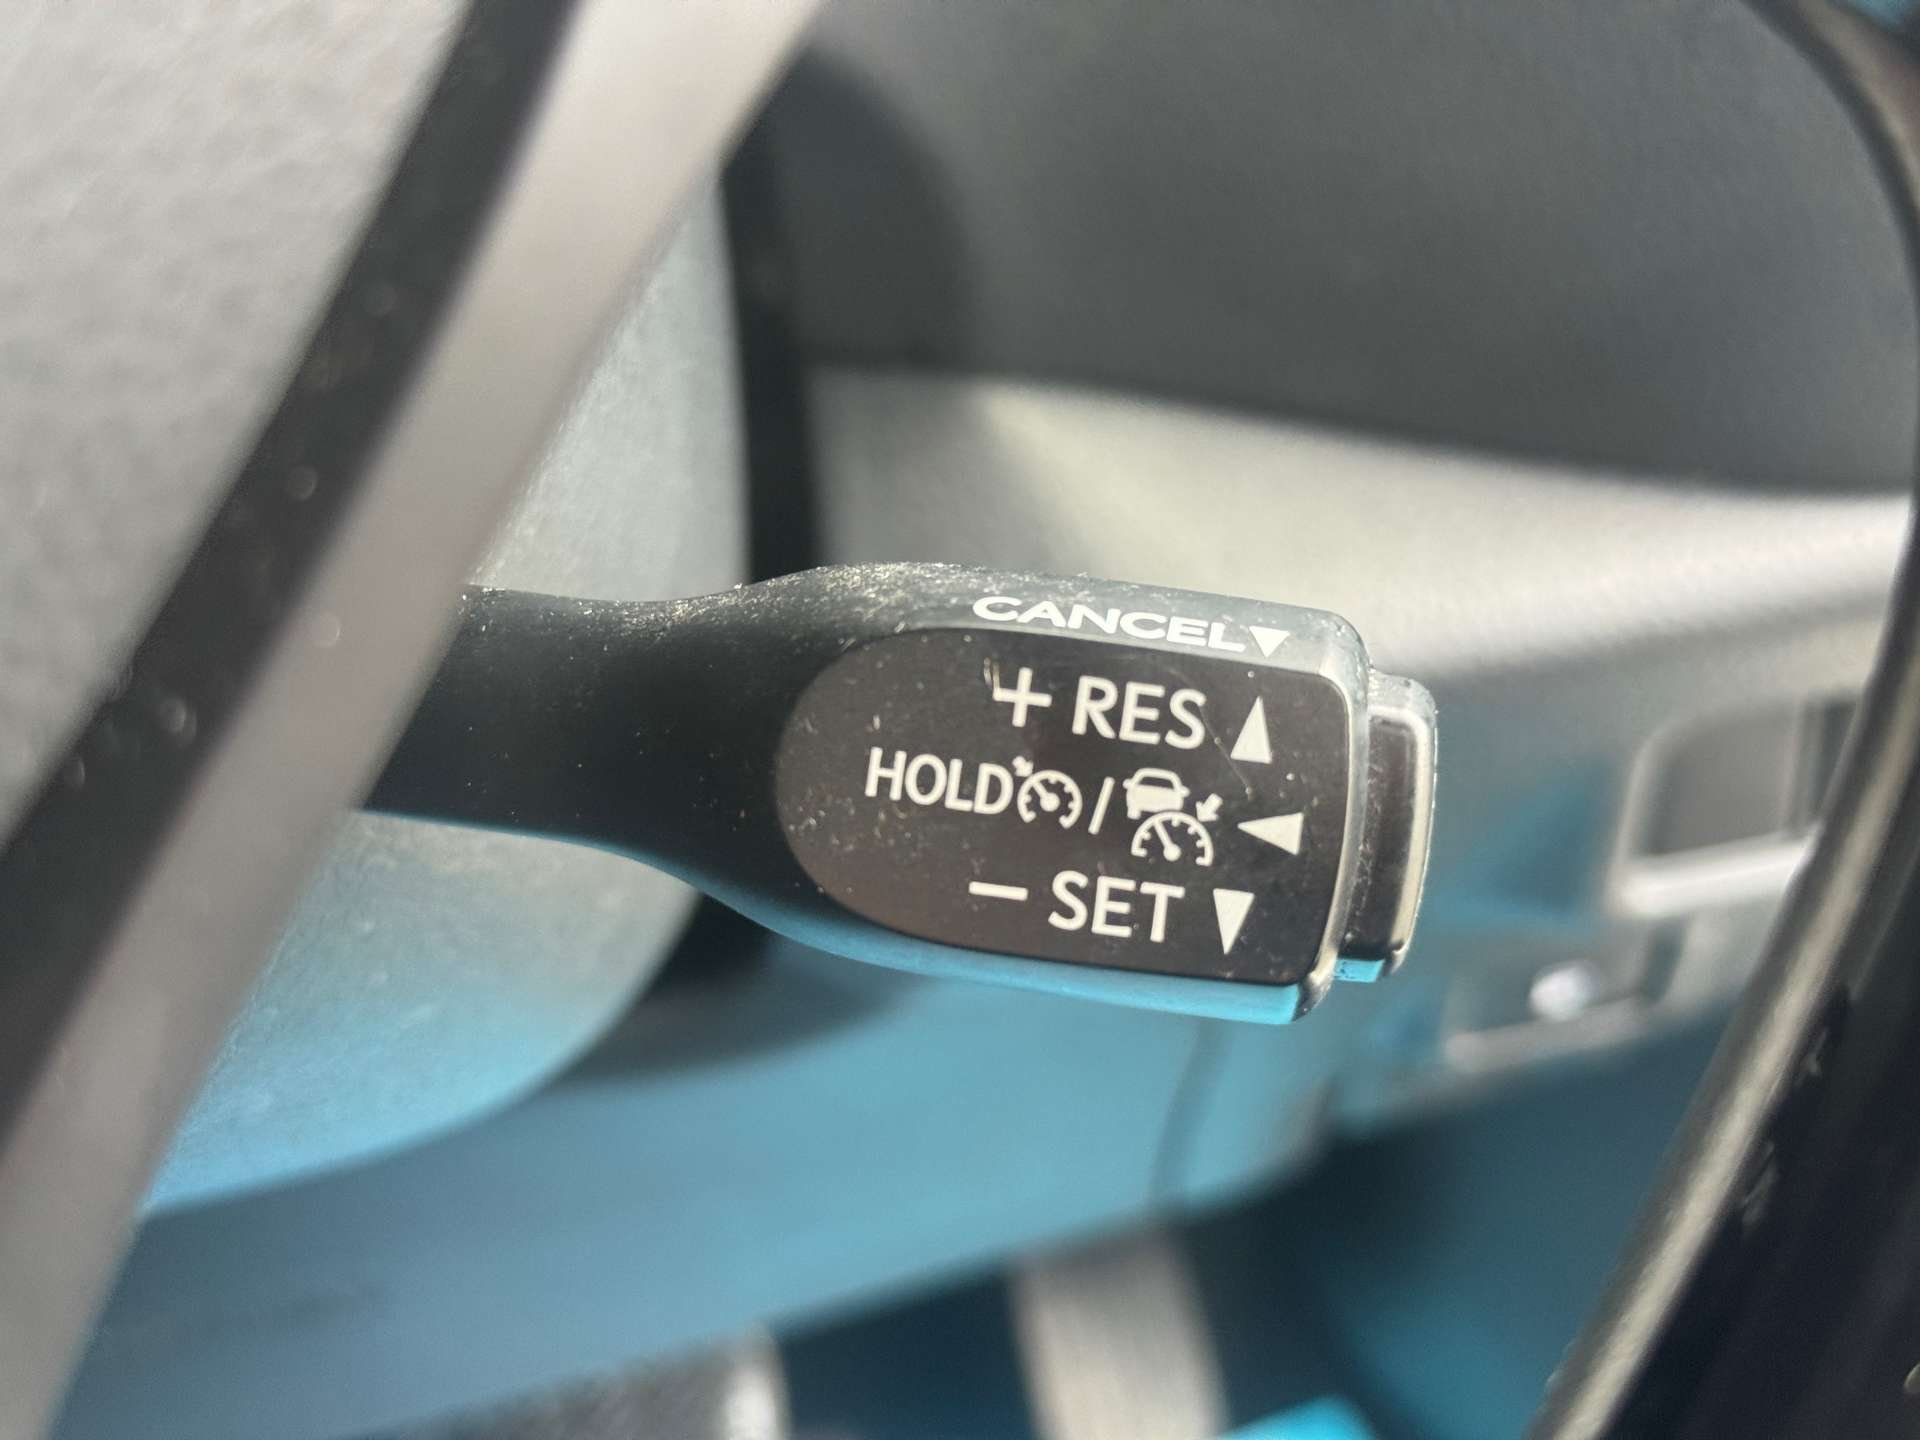 CANCEL▼
+ RES ▲
HOLD / ◀
− SET ▼